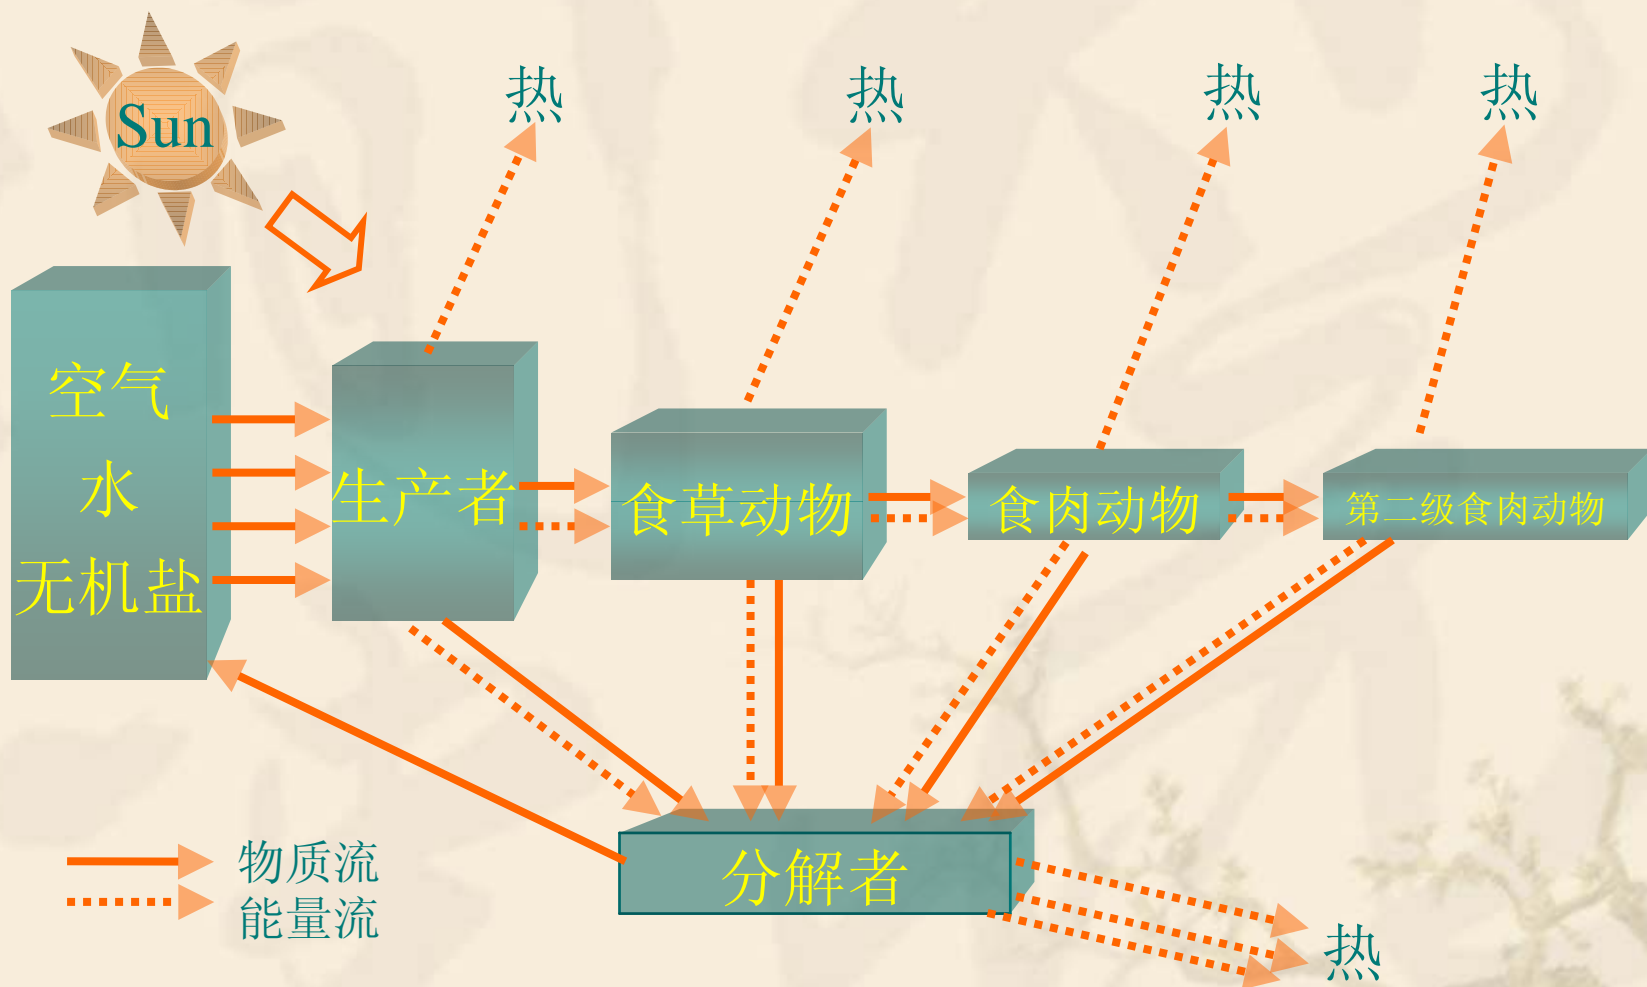 Sun
热
热
热
热
空气
水
无机盐
生产者
食草动物
食肉动物
第二级食肉动物
分解者
物质流
能量流
热